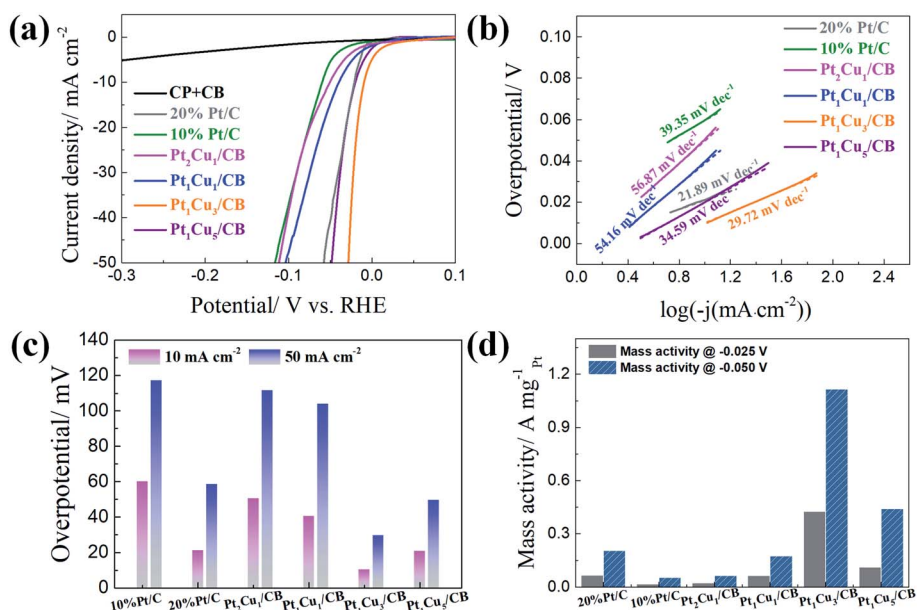 (a)
0
-10
-20
-30
-40
-50
Current density/ mA cm⁻²
CP+CB
20% Pt/C
10% Pt/C
Pt₂Cu₁/CB
Pt₁Cu₁/CB
Pt₁Cu₃/CB
Pt₁Cu₅/CB
-0.3 -0.2 -0.1 0.0 0.1
Potential/ V vs. RHE
(b)
0.10
0.08
0.06
0.04
0.02
0.00
Overpotential/ V
20% Pt/C
10% Pt/C
Pt₂Cu₁/CB
Pt₁Cu₁/CB
Pt₁Cu₃/CB
Pt₁Cu₅/CB
39.35 mV dec⁻¹
56.87 mV dec⁻¹
54.16 mV dec⁻¹
21.89 mV dec⁻¹
34.59 mV dec⁻¹
29.72 mV dec⁻¹
0.0 0.4 0.8 1.2 1.6 2.0 2.4
log(-j(mA·cm⁻²))
(c)
140
120
100
80
60
40
20
0
Overpotential/ mV
10 mA cm⁻² 50 mA cm⁻²
10%Pt/C 20%Pt/C Pt₂Cu₁/CB Pt₁Cu₁/CB Pt₁Cu₃/CB Pt₁Cu₅/CB
(d)
1.2
0.9
0.6
0.3
0.0
Mass activity/ A mg⁻¹Pt
Mass activity @ -0.025 V
Mass activity @ -0.050 V
20%Pt/C 10%Pt/C Pt₂Cu₁/CB Pt₁Cu₁/CB Pt₁Cu₃/CB Pt₁Cu₅/CB